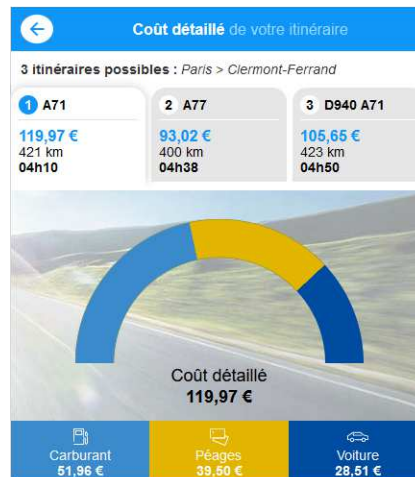 Coût détaillé de votre itinéraire
3 itinéraires possibles : Paris > Clermont-Ferrand
1 A71
119,97 €
421 km
04h10
2 A77
93,02 €
400 km
04h38
3 D940 A71
105,65 €
423 km
04h50
Coût détaillé
119,97 €
Carburant
51,96 €
Péages
39,50 €
Voiture
28,51 €